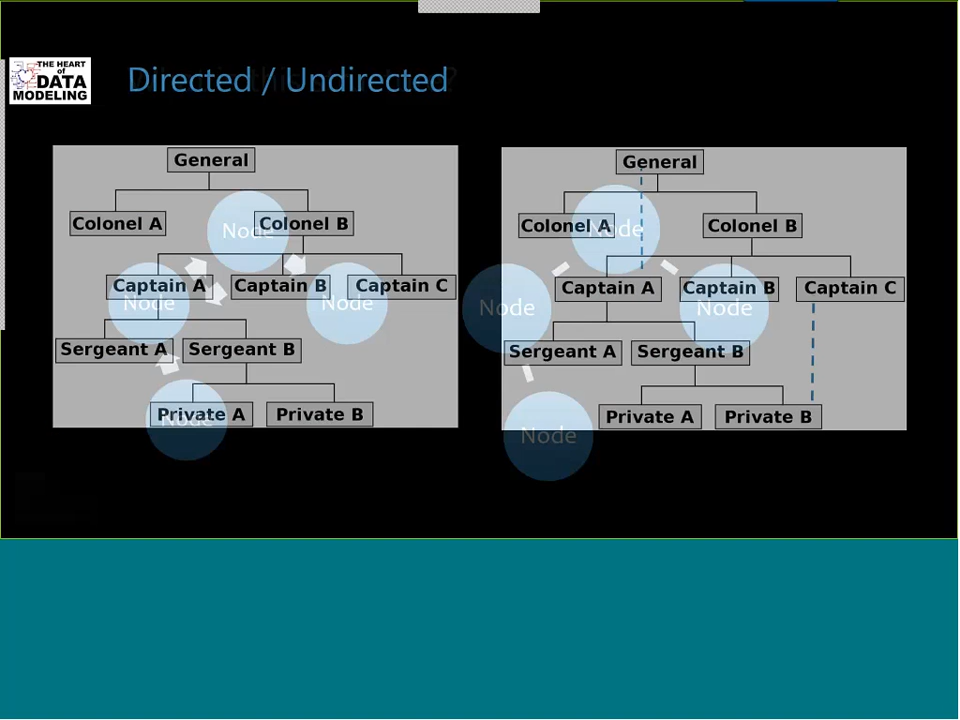 THE HEART
of
DATA
MODELING
Directed / Undirected
General
Colonel A
Colonel B
Captain A
Captain B
Captain C
Sergeant A
Sergeant B
Private A
Private B
Node
Node
Node
Node
General
Colonel A
Colonel B
Captain A
Captain B
Captain C
Sergeant A
Sergeant B
Private A
Private B
Node
Node
Node
Node